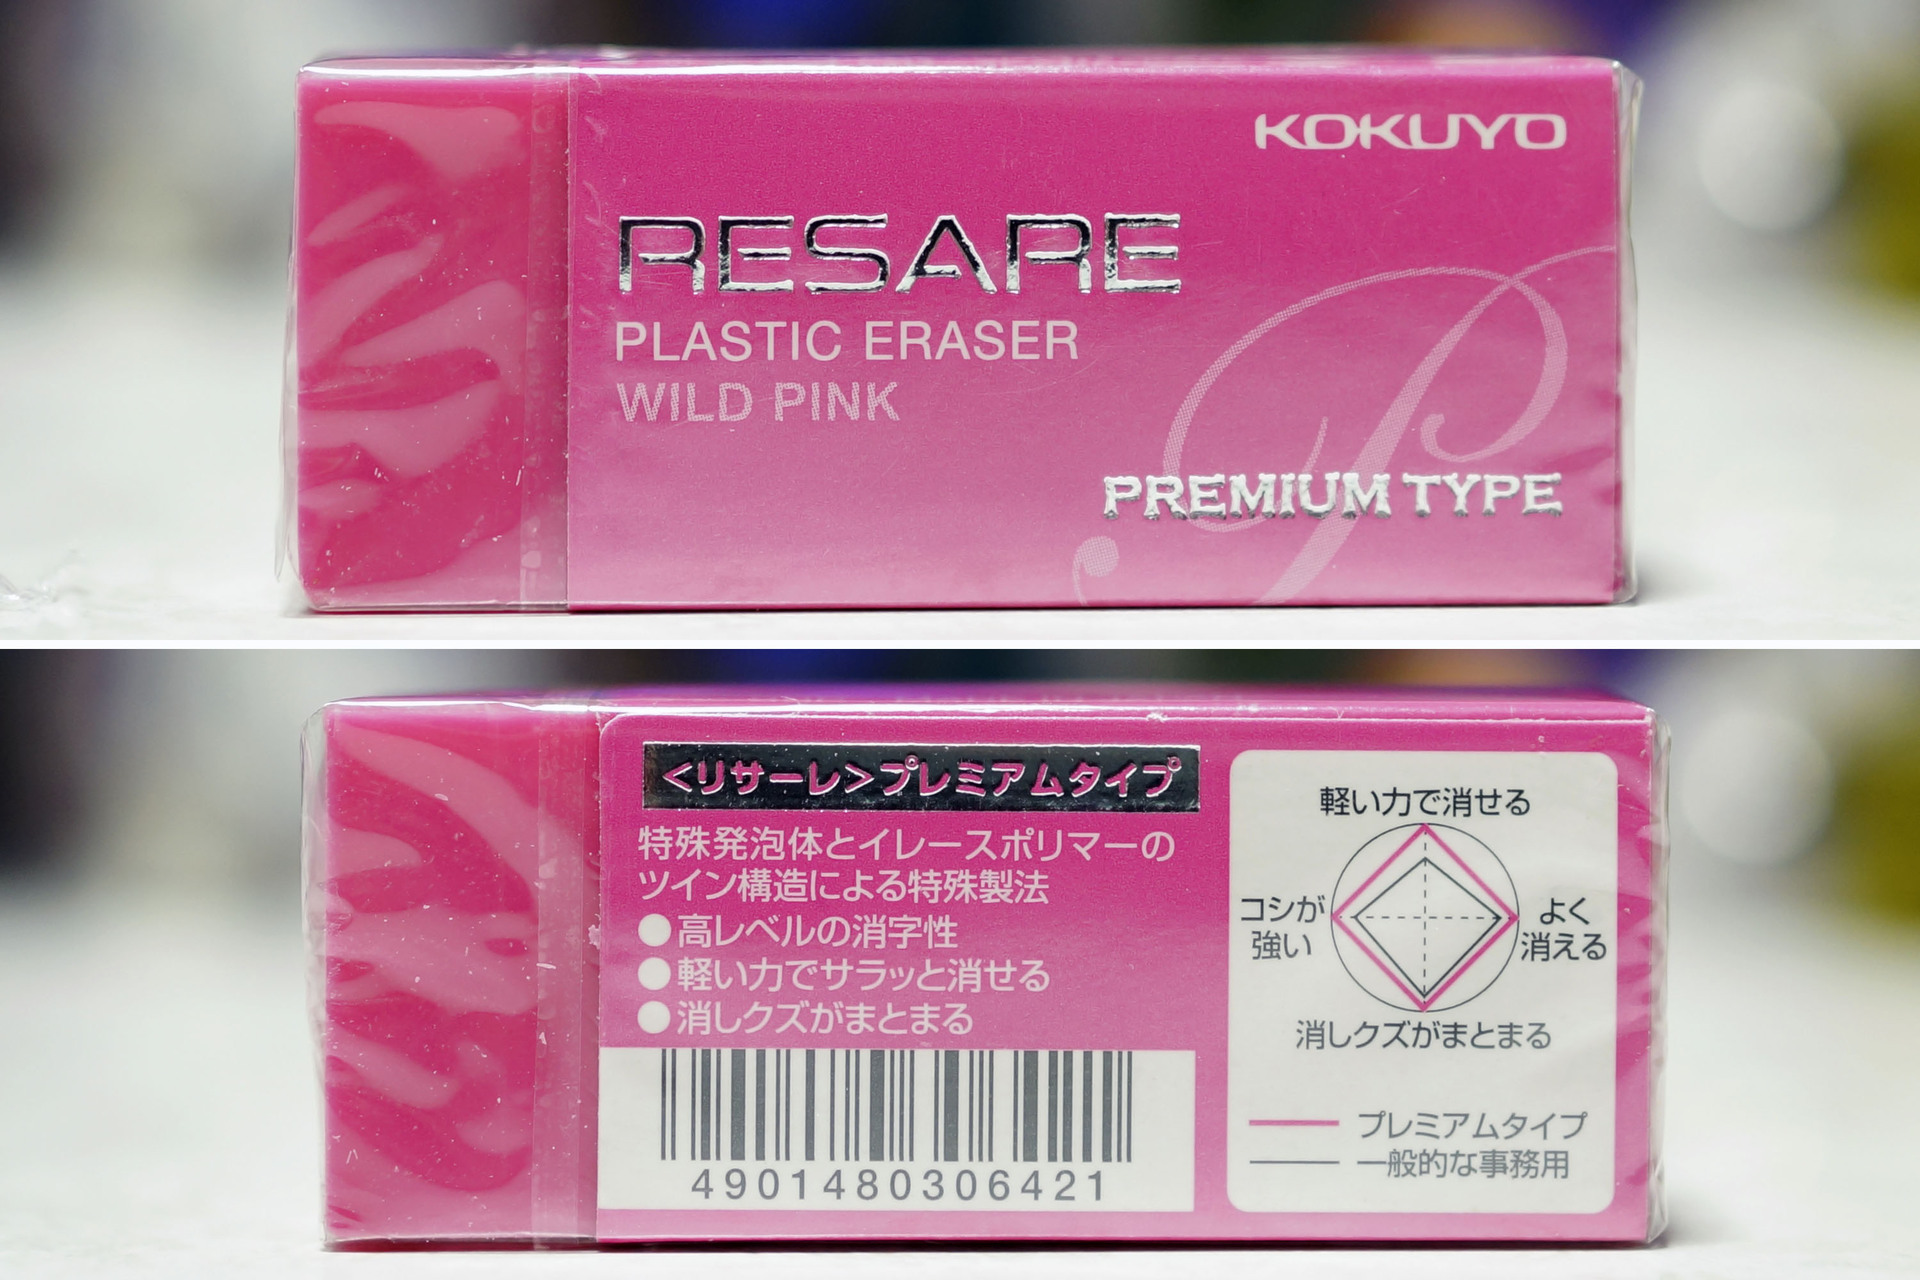 KOKUYO
RESARE
PLASTIC ERASER
WILD PINK
P
PREMIUM TYPE
<リサーレ>プレミアムタイプ
特殊発泡体とイレースポリマーの
ツイン構造による特殊製法
●高レベルの消字性
●軽い力でサラッと消せる
●消しクズがまとまる
4901480306421
軽い力で消せる
コシが
強い
よく
消える
消しクズがまとまる
プレミアムタイプ
一般的な事務用